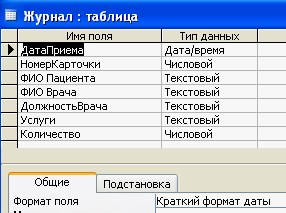 Журнал : таблица
Имя поля Тип данных
ДатаПриема Дата/время
НомерКарточки Числовой
ФИО Пациента Текстовый
ФИО Врача Текстовый
ДолжностьВрача Текстовый
Услуги Текстовый
Количество Числовой
Общие Подстановка
Формат поля Краткий формат даты